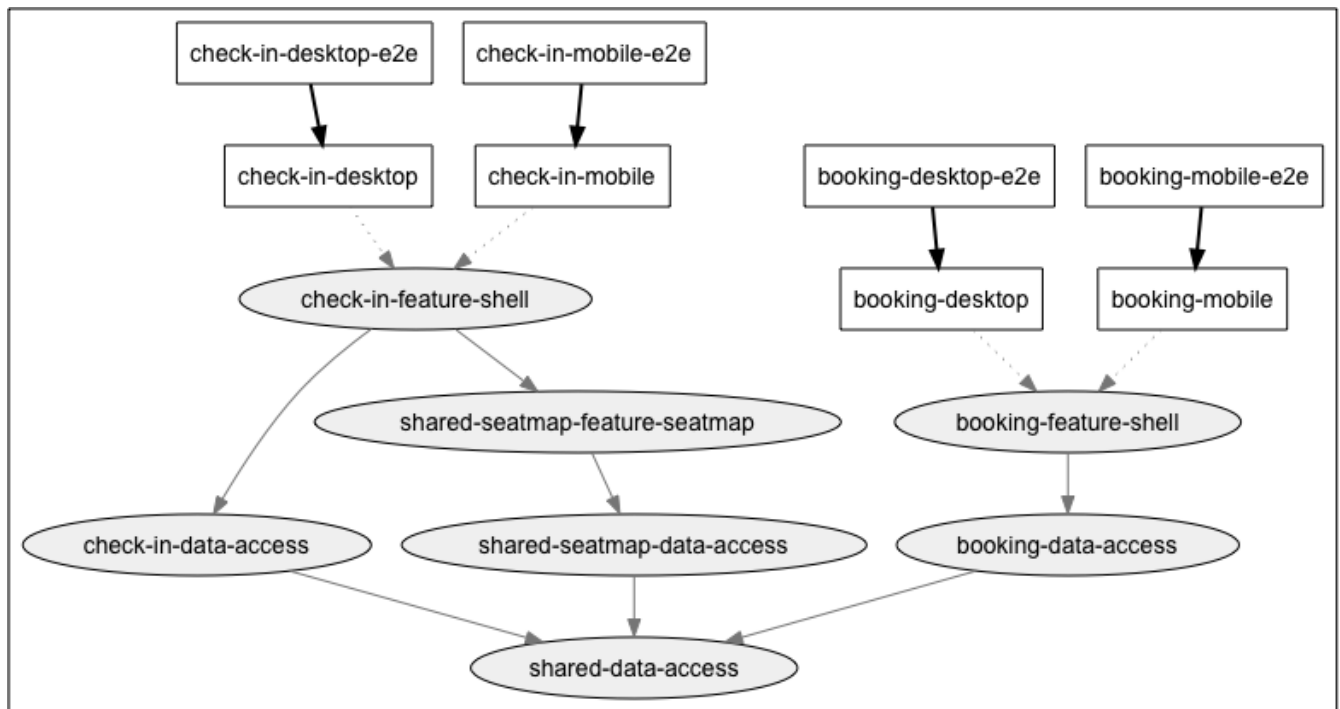 check-in-desktop-e2e
check-in-mobile-e2e
check-in-desktop
check-in-mobile
booking-desktop-e2e
booking-mobile-e2e
check-in-feature-shell
booking-desktop
booking-mobile
shared-seatmap-feature-seatmap
booking-feature-shell
check-in-data-access
shared-seatmap-data-access
booking-data-access
shared-data-access